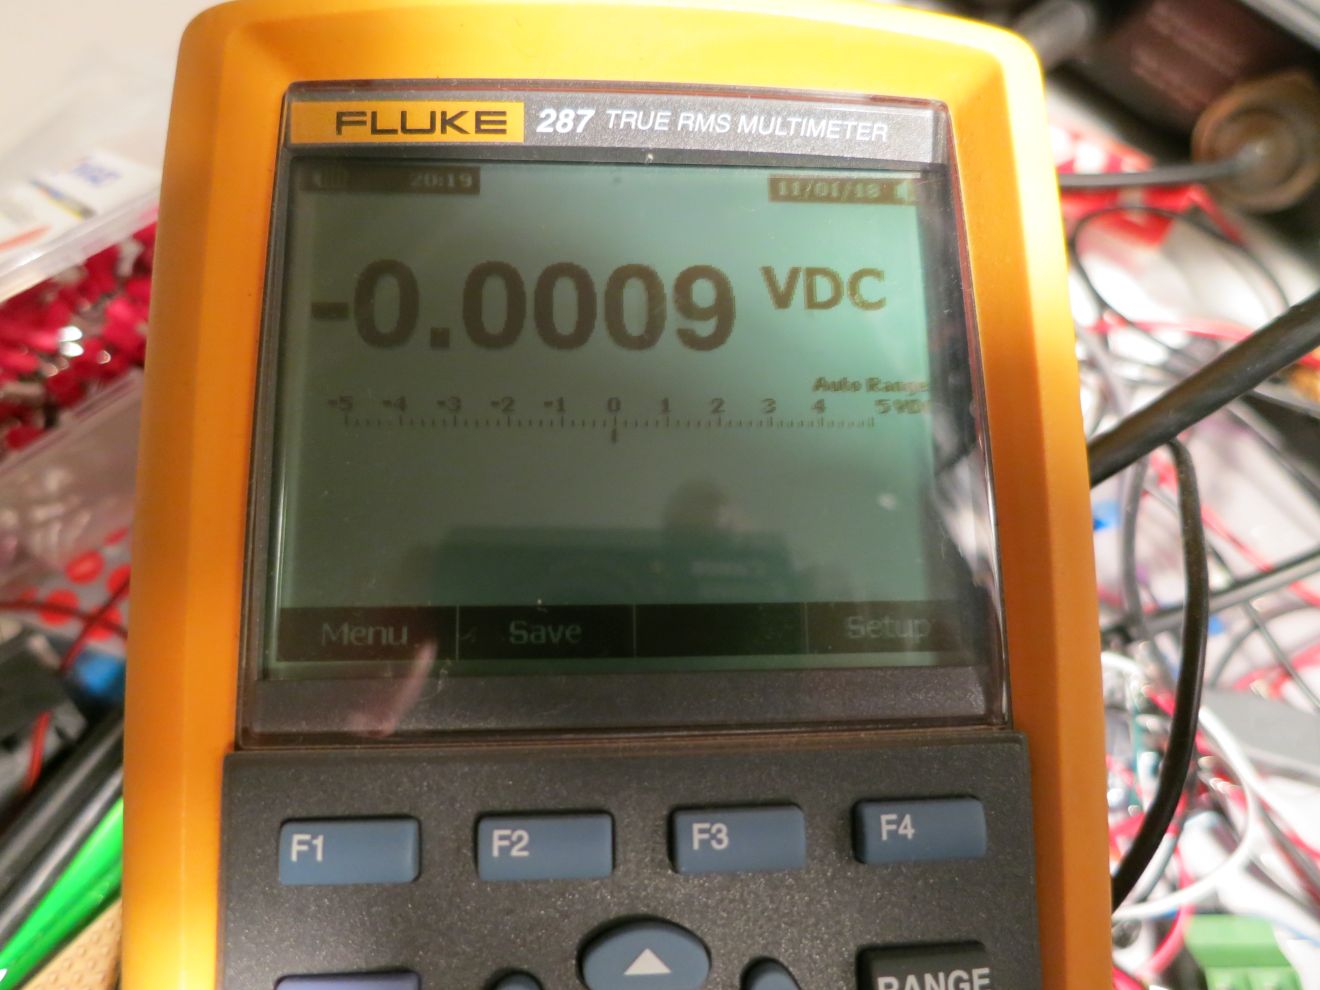 FLUKE 287 TRUE RMS MULTIMETER
20:19 11/01/18
-0.0009 VDC
Auto Range
-5 -4 -3 -2 -1 0 1 2 3 4 5 VDC
Menu Save Setup
F1 F2 F3 F4
RANGE